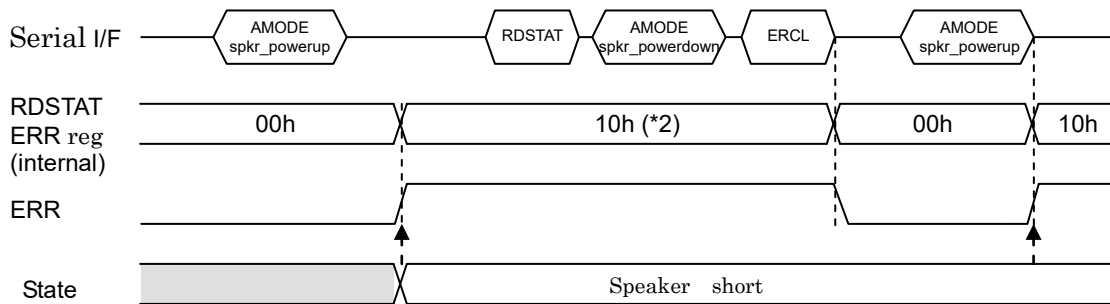 AMODE AMODE AMODE
Serial I/F spkr_powerup RDSTAT spkr_powerdown ERCL spkr_powerup
RDSTAT
ERR reg 00h 10h (*2) 00h 10h
(internal)
ERR
State Speaker short